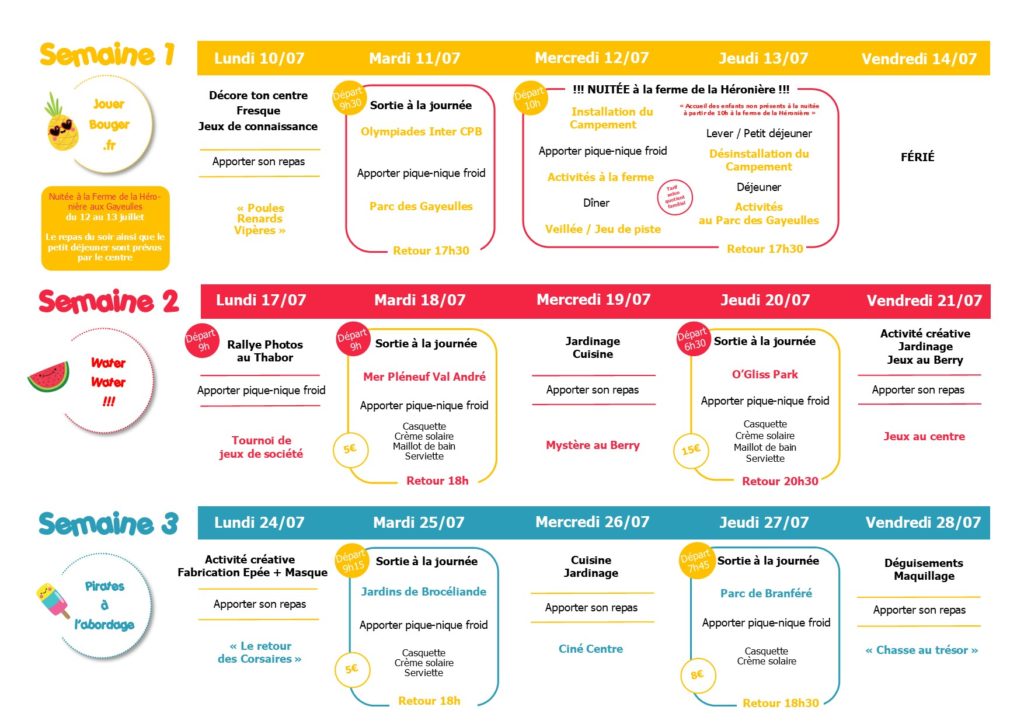 Semaine 1
Lundi 10/07
Mardi 11/07
Mercredi 12/07
Jeudi 13/07
Vendredi 14/07
Jouer
Bouger
.fr
Nuitée à la Ferme de la Héro-
nière aux Gayeulles
du 12 au 13 juillet
Le repas du soir ainsi que le
petit déjeuner sont prévus
par le centre
Décore ton centre
Fresque
Jeux de connaissance
Apporter son repas
« Poules
Renards
Vipères »
Départ
9h30
Sortie à la journée
Olympiades Inter CPB
Apporter pique-nique froid
Parc des Gayeulles
Retour 17h30
Départ
10h
!!! NUITÉE à la ferme de la Héronière !!!
Installation du
Campement
Apporter pique-nique froid
Activités à la ferme
Dîner
Veillée / Jeu de piste
Tarif
selon
quotient
familial
« Accueil des enfants non présents à la nuitée
à partir de 10h à la ferme de la Héronière »
Lever / Petit déjeuner
Désinstallation du
Campement
Déjeuner
Activités
au Parc des Gayeulles
Retour 17h30
FÉRIÉ
Semaine 2
Lundi 17/07
Mardi 18/07
Mercredi 19/07
Jeudi 20/07
Vendredi 21/07
Water
Water
!!!
Départ
9h
Rallye Photos
au Thabor
Apporter pique-nique froid
Tournoi de
jeux de société
Départ
9h
Sortie à la journée
Mer Pléneuf Val André
Apporter pique-nique froid
Casquette
Crème solaire
Maillot de bain
Serviette
5€
Retour 18h
Jardinage
Cuisine
Apporter son repas
Mystère au Berry
Départ
6h30
Sortie à la journée
O'Gliss Park
Apporter pique-nique froid
Casquette
Crème solaire
Maillot de bain
Serviette
15€
Retour 20h30
Activité créative
Jardinage
Jeux au Berry
Apporter son repas
Jeux au centre
Semaine 3
Lundi 24/07
Mardi 25/07
Mercredi 26/07
Jeudi 27/07
Vendredi 28/07
Pirates
à
l'abordage
Activité créative
Fabrication Epée + Masque
Apporter son repas
« Le retour
des Corsaires »
Départ
9h15
Sortie à la journée
Jardins de Brocéliande
Apporter pique-nique froid
Casquette
Crème solaire
Serviette
5€
Retour 18h
Cuisine
Jardinage
Apporter son repas
Ciné Centre
Départ
7h45
Sortie à la journée
Parc de Branféré
Apporter pique-nique froid
Casquette
Crème solaire
8€
Retour 18h30
Déguisements
Maquillage
Apporter son repas
« Chasse au trésor »